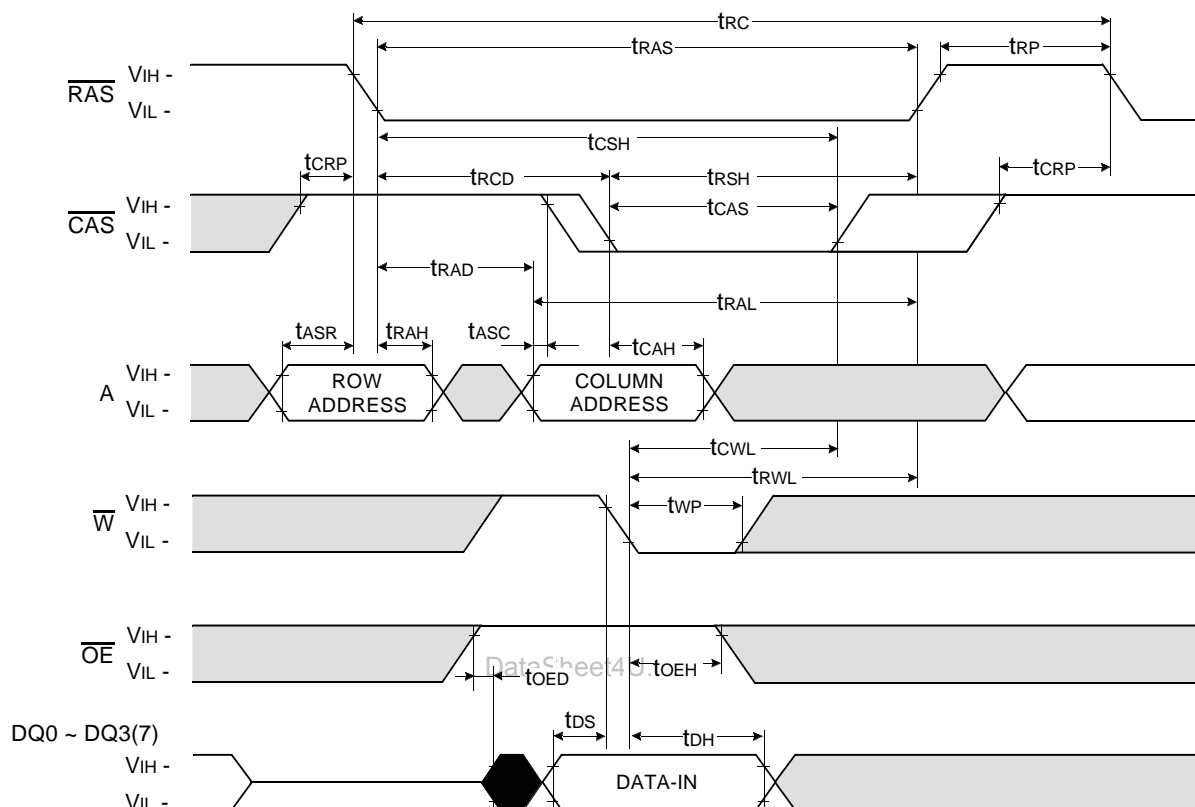 tRC
tRAS
tRP
RAS
VIH -
VIL -
tCSH
tCRP
tRCD
tRSH
tCRP
CAS
VIH -
VIL -
tCAS
tRAD
tRAL
tASR
tRAH
tASC
tCAH
A
VIH -
VIL -
ROW
ADDRESS
COLUMN
ADDRESS
tCWL
tRWL
W
VIH -
VIL -
tWP
OE
VIH -
VIL -
DataSheet4U.
tOED
tOEH
DQ0 ~ DQ3(7)
tDS
tDH
VIH -
VIL -
DATA-IN